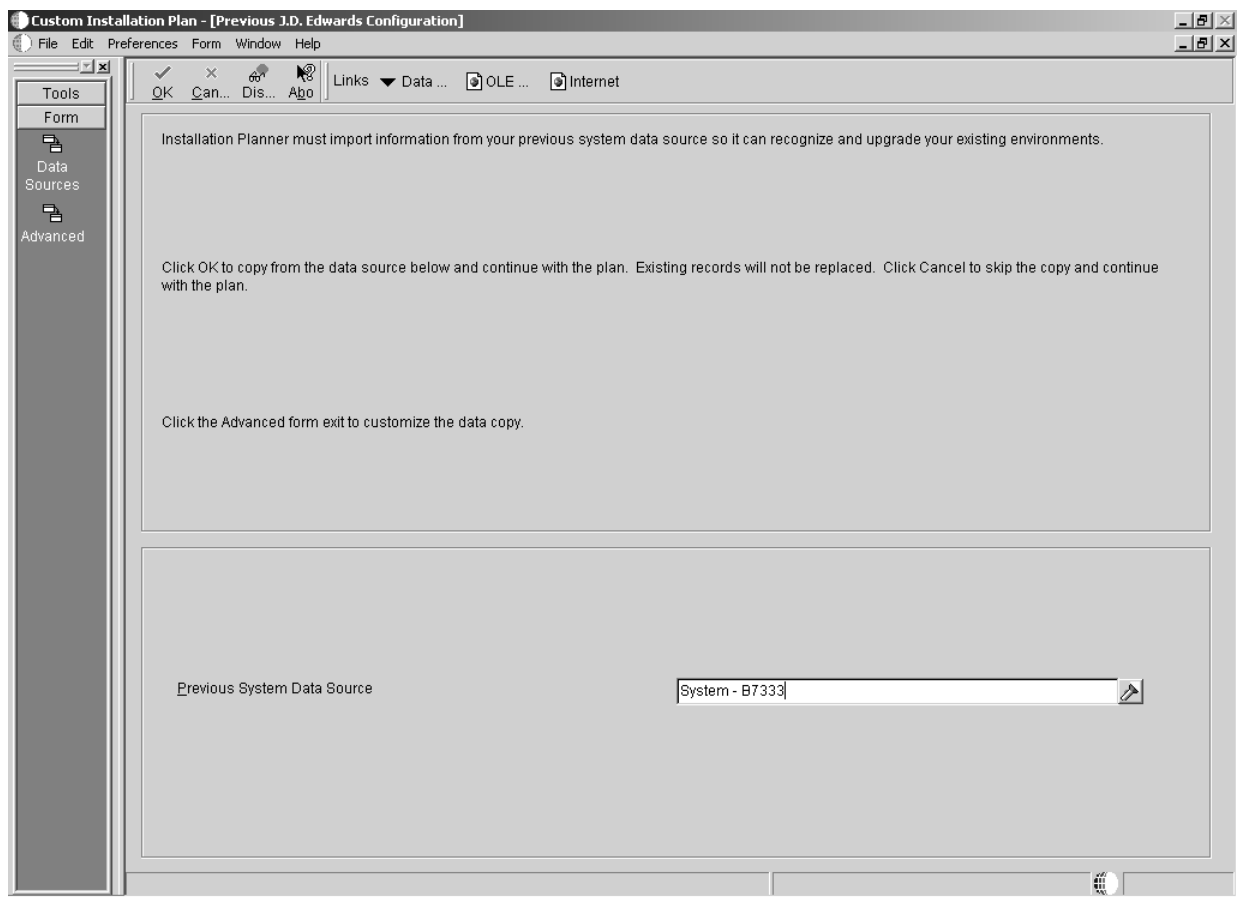 Custom Installation Plan - [Previous J.D. Edwards Configuration]
File Edit Preferences Form Window Help
OK Can... Dis... Abo Links Data ... OLE ... Internet
Tools
Form
Data
Sources
Advanced
Installation Planner must import information from your previous system data source so it can recognize and upgrade your existing environments.
Click OK to copy from the data source below and continue with the plan. Existing records will not be replaced. Click Cancel to skip the copy and continue
with the plan.
Click the Advanced form exit to customize the data copy.
Previous System Data Source System - B7333